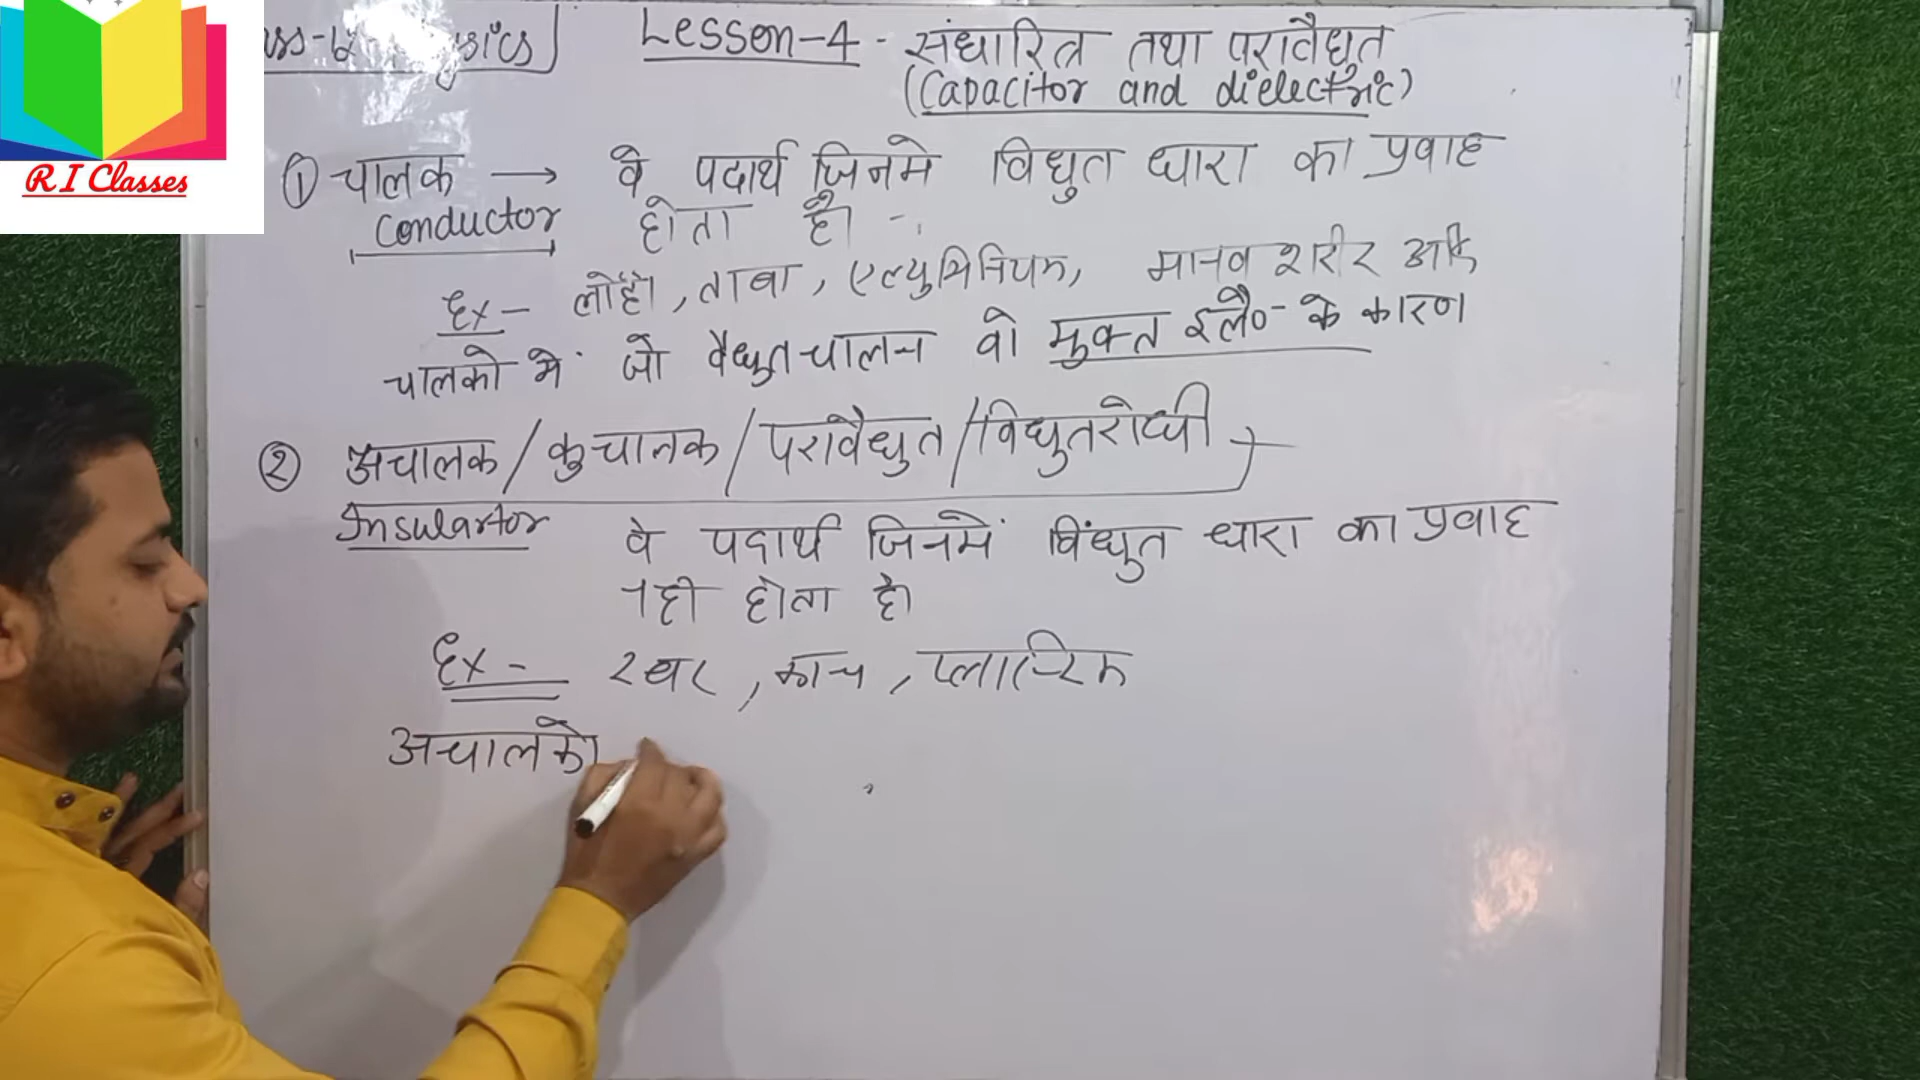 Lesson-4 - संधारित्र तथा परावैद्युत
(Capacitor and dielectric)
R I Classes
① चालक → वे पदार्थ जिनमे विधुत धारा का प्रवाह
Conductor होता है। -
Ex - लोहा, ताबा, एल्युमिनियम, मानव शरीर आदि
चालको मे जो वैधुतचालन वो मुक्त इलै०- के कारण
② अचालक / कुचालक / परावैधुत / विधुतरोधी
Insulartor वे पदार्थ जिनमें विंधुत धारा का प्रवाह
नही होता है।
Ex - रबर, काच, प्लास्टिक
अचालको